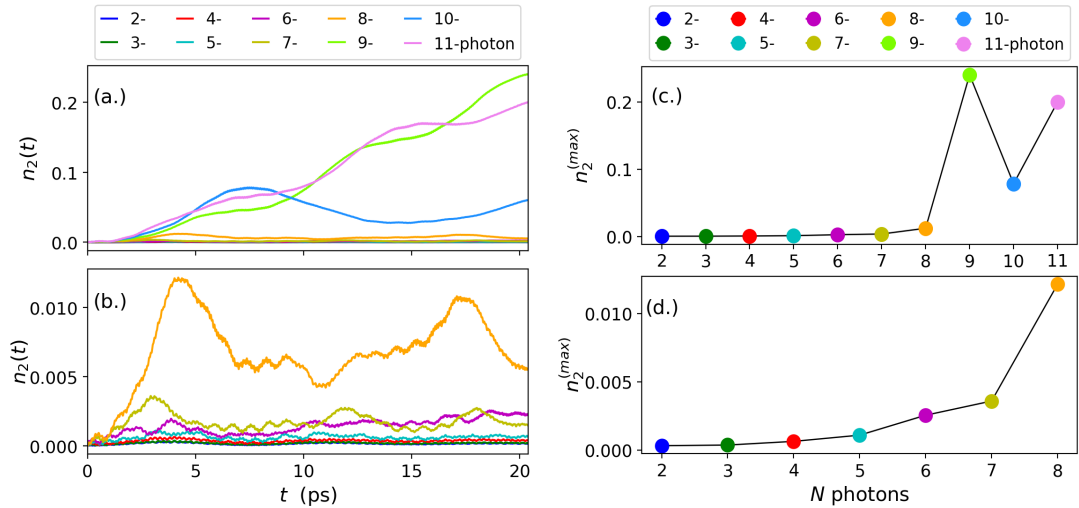 2- 4- 6- 8- 10-
3- 5- 7- 9- 11-photon
(a.)
n₂(t)
0.2
0.1
0.0
(b.)
n₂(t)
0.010
0.005
0.000
0 5 10 15 20
t (ps)
2- 4- 6- 8- 10-
3- 5- 7- 9- 11-photon
(c.)
n₂⁽ᵐᵃˣ⁾
0.2
0.1
0.0
2 3 4 5 6 7 8 9 10 11
(d.)
n₂⁽ᵐᵃˣ⁾
0.010
0.005
0.000
2 3 4 5 6 7 8
N photons